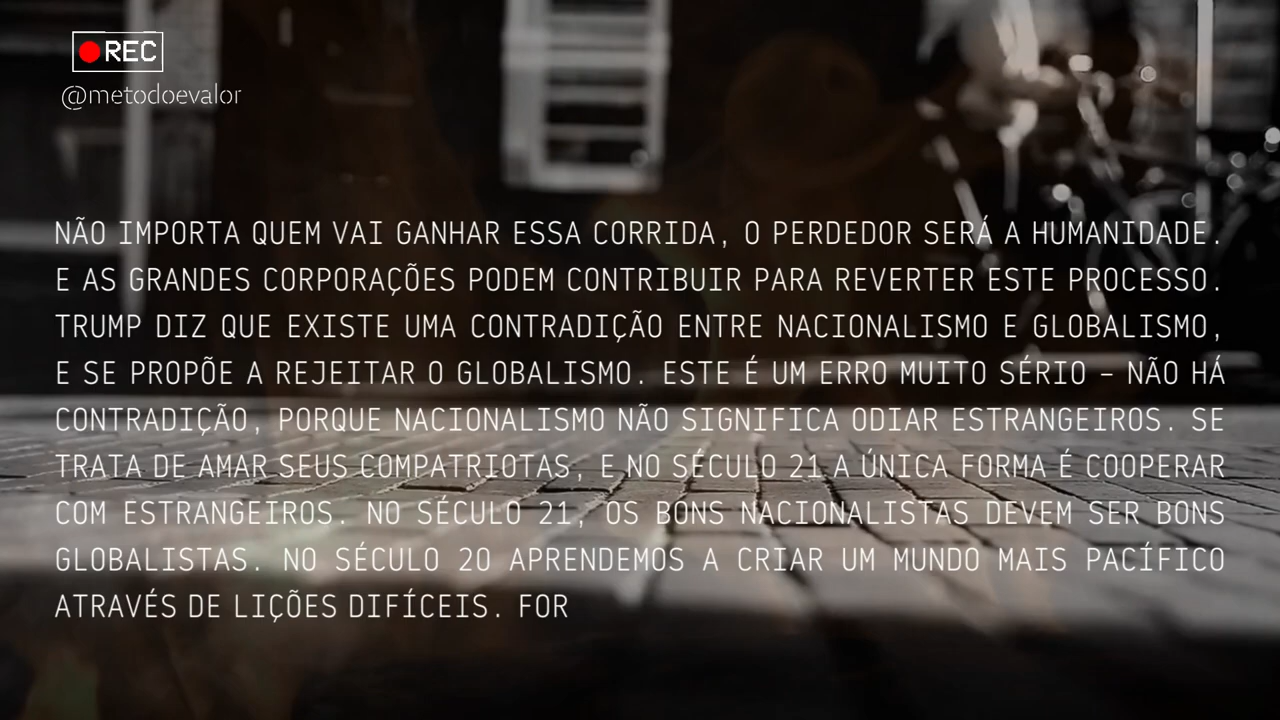 REC
@metodoevalor
NÃO IMPORTA QUEM VAI GANHAR ESSA CORRIDA, O PERDEDOR SERÁ A HUMANIDADE.
E AS GRANDES CORPORAÇÕES PODEM CONTRIBUIR PARA REVERTER ESTE PROCESSO.
TRUMP DIZ QUE EXISTE UMA CONTRADIÇÃO ENTRE NACIONALISMO E GLOBALISMO,
E SE PROPÕE A REJEITAR O GLOBALISMO. ESTE É UM ERRO MUITO SÉRIO – NÃO HÁ
CONTRADIÇÃO, PORQUE NACIONALISMO NÃO SIGNIFICA ODIAR ESTRANGEIROS. SE
TRATA DE AMAR SEUS COMPATRIOTAS, E NO SÉCULO 21 A ÚNICA FORMA É COOPERAR
COM ESTRANGEIROS. NO SÉCULO 21, OS BONS NACIONALISTAS DEVEM SER BONS
GLOBALISTAS. NO SÉCULO 20 APRENDEMOS A CRIAR UM MUNDO MAIS PACÍFICO
ATRAVÉS DE LIÇÕES DIFÍCEIS. FOR